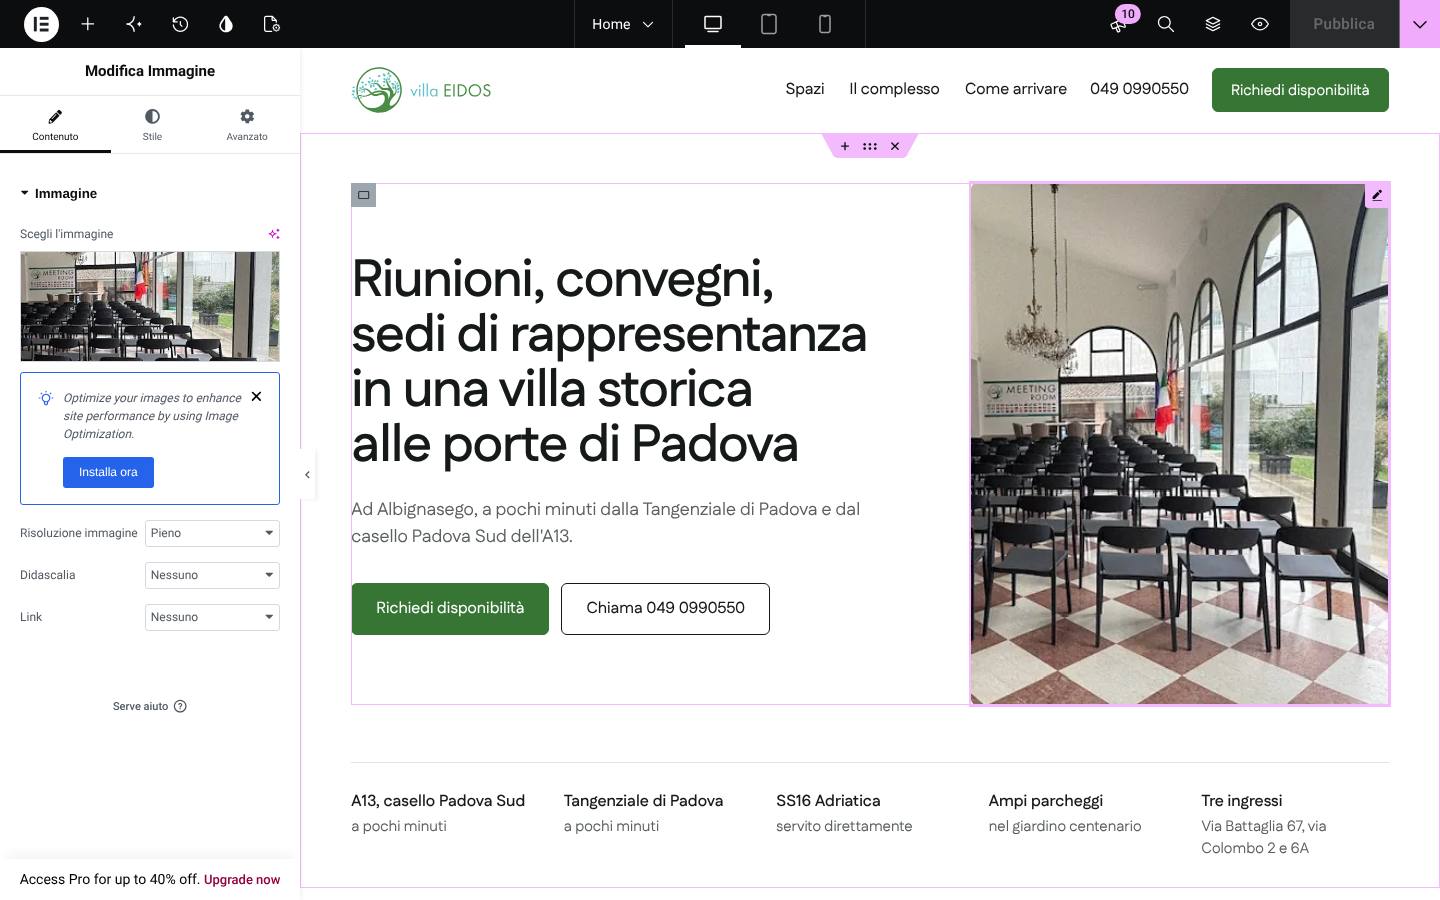 Home
10
Pubblica
Modifica Immagine
Contenuto
Stile
Avanzato
Immagine
Scegli l'immagine
MEETING
ROOM
Optimize your images to enhance
site performance by using Image
Optimization.
Installa ora
Risoluzione immagine
Pieno
Didascalia
Nessuno
Link
Nessuno
Serve aiuto
Access Pro for up to 40% off. Upgrade now
villa EIDOS
Spazi
Il complesso
Come arrivare
049 0990550
Richiedi disponibilità
Riunioni, convegni,
sedi di rappresentanza
in una villa storica
alle porte di Padova
Ad Albignasego, a pochi minuti dalla Tangenziale di Padova e dal
casello Padova Sud dell'A13.
Richiedi disponibilità
Chiama 049 0990550
MEETING
ROOM
A13, casello Padova Sud
a pochi minuti
Tangenziale di Padova
a pochi minuti
SS16 Adriatica
servito direttamente
Ampi parcheggi
nel giardino centenario
Tre ingressi
Via Battaglia 67, via
Colombo 2 e 6A